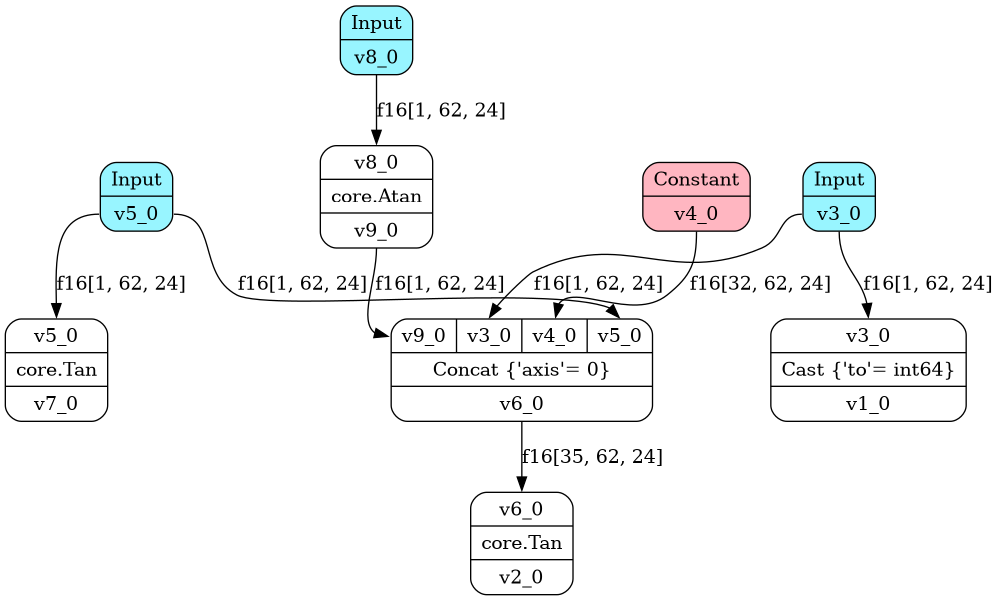 Input
v8_0
f16[1, 62, 24]
v8_0
core.Atan
v9_0
Input
v5_0
Constant
v4_0
Input
v3_0
f16[1, 62, 24]
f16[1, 62, 24]
f16[1, 62, 24]
f16[1, 62, 24]
f16[32, 62, 24]
f16[1, 62, 24]
v5_0
core.Tan
v7_0
v9_0 v3_0 v4_0 v5_0
Concat {'axis'= 0}
v6_0
v3_0
Cast {'to'= int64}
v1_0
f16[35, 62, 24]
v6_0
core.Tan
v2_0